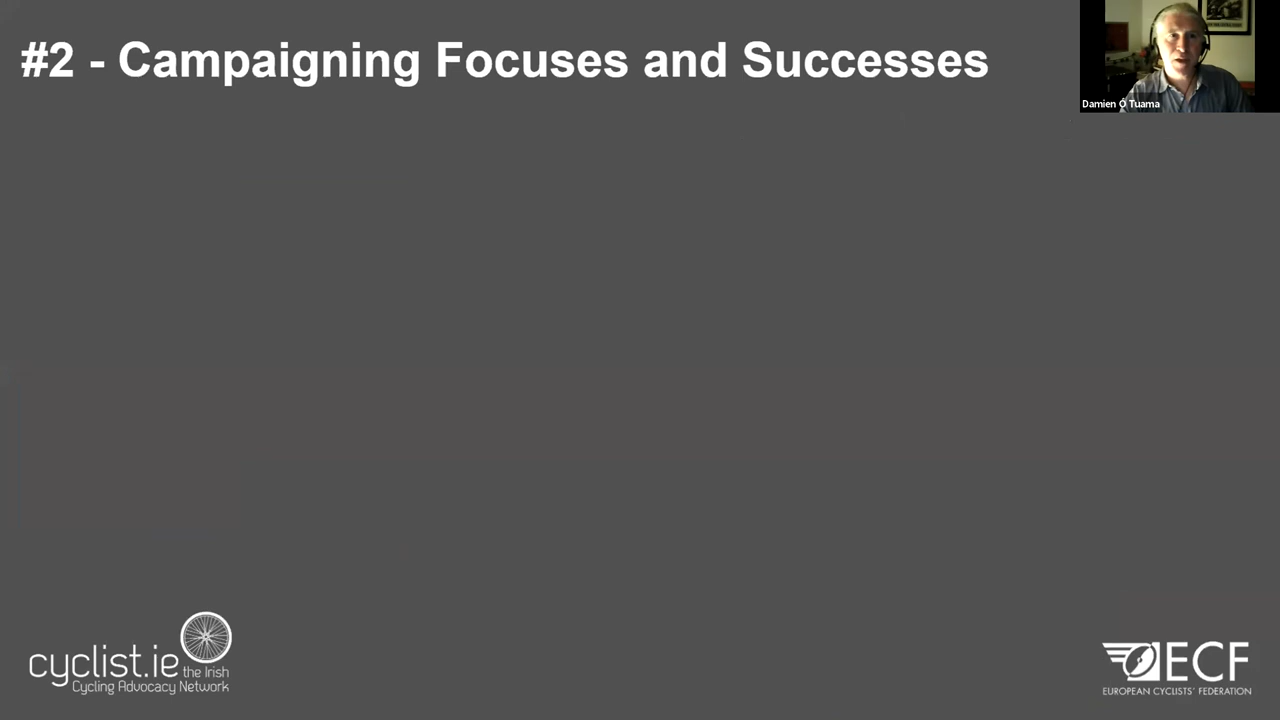 #2 - Campaigning Focuses and Successes
Damien Ó Tuama
cyclist.ie the Irish
Cycling Advocacy Network
ECF
EUROPEAN CYCLISTS' FEDERATION